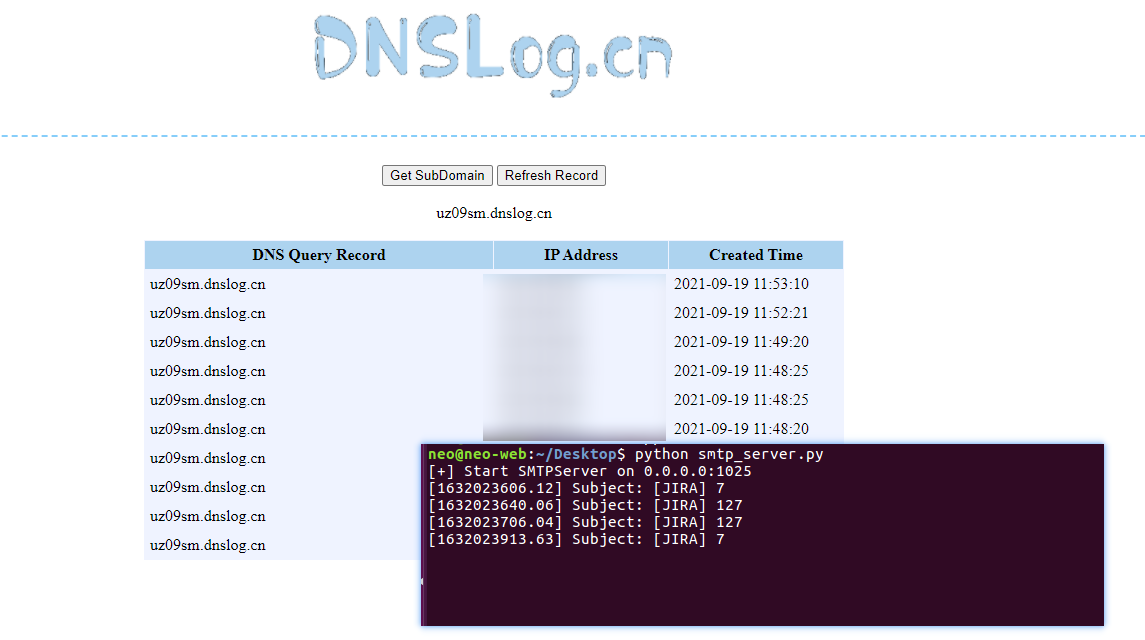 DNSLog.cn
Get SubDomain Refresh Record
uz09sm.dnslog.cn
DNS Query Record IP Address Created Time
uz09sm.dnslog.cn 2021-09-19 11:53:10
uz09sm.dnslog.cn 2021-09-19 11:52:21
uz09sm.dnslog.cn 2021-09-19 11:49:20
uz09sm.dnslog.cn 2021-09-19 11:48:25
uz09sm.dnslog.cn 2021-09-19 11:48:25
uz09sm.dnslog.cn 2021-09-19 11:48:20
uz09sm.dnslog.cn
uz09sm.dnslog.cn
uz09sm.dnslog.cn
uz09sm.dnslog.cn
neo@neo-web:~/Desktop$ python smtp_server.py
[+] Start SMTPServer on 0.0.0.0:1025
[1632023606.12] Subject: [JIRA] 7
[1632023640.06] Subject: [JIRA] 127
[1632023706.04] Subject: [JIRA] 127
[1632023913.63] Subject: [JIRA] 7